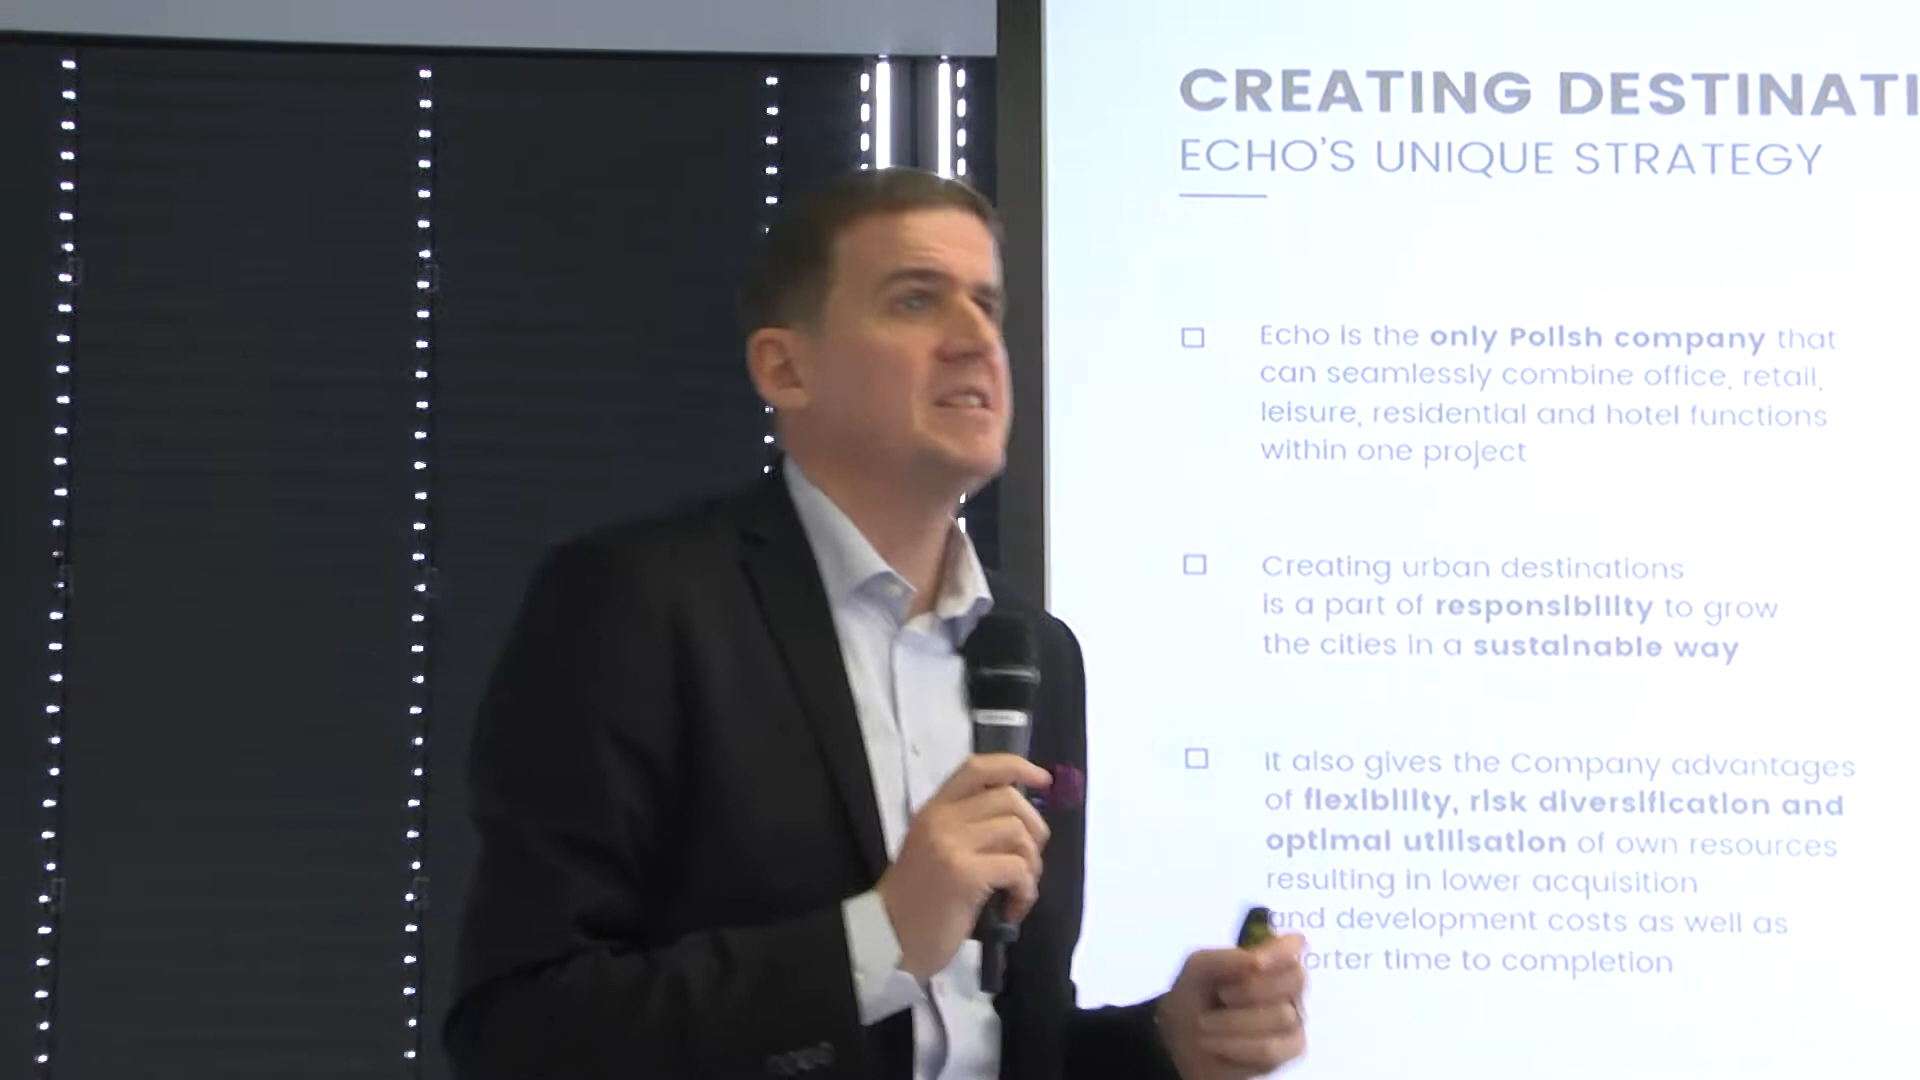 CREATING DESTINATI
ECHO'S UNIQUE STRATEGY
Echo is the only Polish company that
can seamlessly combine office, retail,
leisure, residential and hotel functions
within one project
Creating urban destinations
is a part of responsibility to grow
the cities in a sustainable way
It also gives the Company advantages
of flexibility, risk diversification and
optimal utilisation of own resources
resulting in lower acquisition
and development costs as well as
orter time to completion